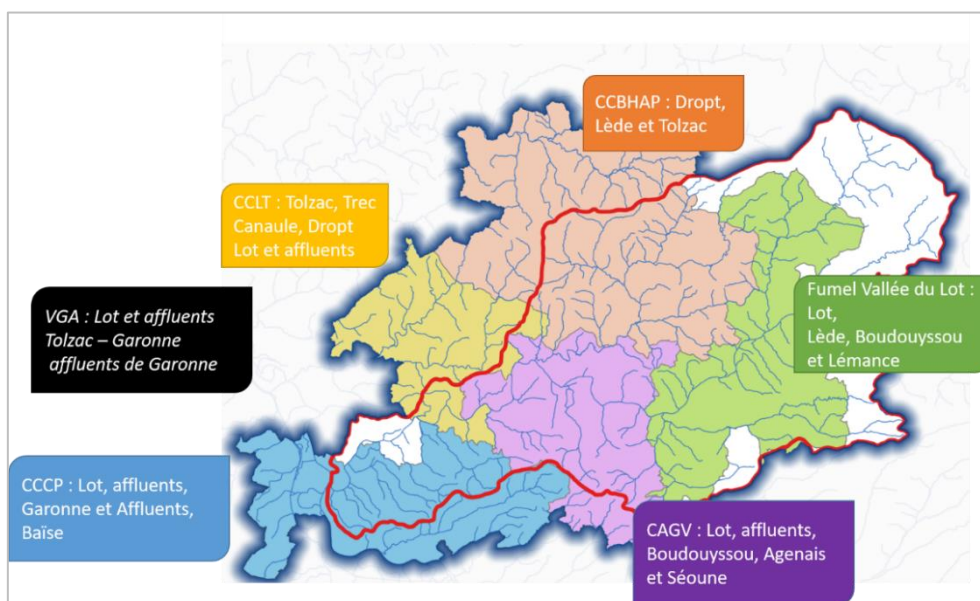 CCBHAP : Dropt,
Lède et Tolzac
CCLT : Tolzac, Trec
Canaule, Dropt
Lot et affluents
VGA : Lot et affluents
Tolzac – Garonne
affluents de Garonne
Fumel Vallée du Lot :
Lot,
Lède, Boudouyssou
et Lémance
CCCP : Lot, affluents,
Garonne et Affluents,
Baïse
CAGV : Lot, affluents,
Boudouyssou, Agenais
et Séoune